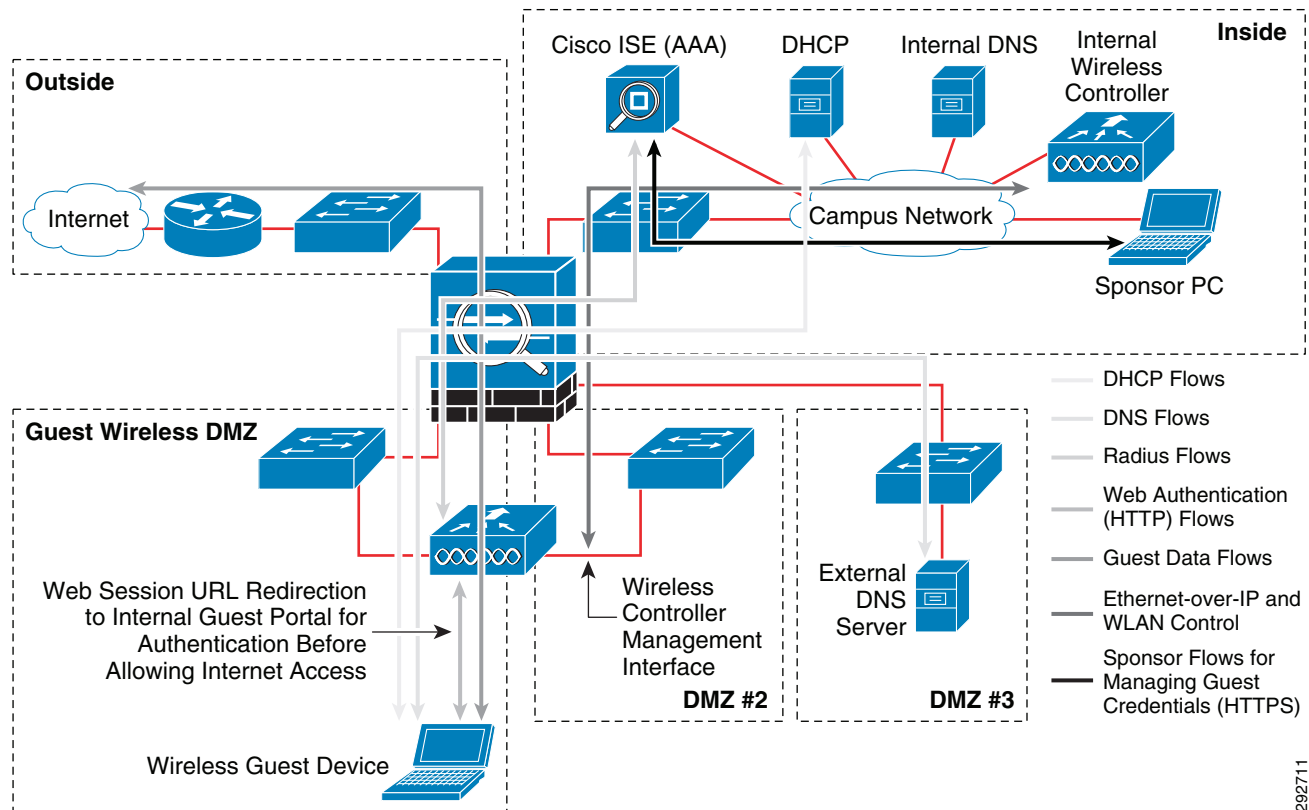 Inside
Cisco ISE (AAA)
DHCP
Internal DNS
Internal
Wireless
Controller
Outside
Internet
Campus Network
Sponsor PC
Guest Wireless DMZ
Web Session URL Redirection
to Internal Guest Portal for
Authentication Before
Allowing Internet Access
Wireless Guest Device
Wireless
Controller
Management
Interface
DMZ #2
External
DNS
Server
DMZ #3
DHCP Flows
DNS Flows
Radius Flows
Web Authentication
(HTTP) Flows
Guest Data Flows
Ethernet-over-IP and
WLAN Control
Sponsor Flows for
Managing Guest
Credentials (HTTPS)
292711